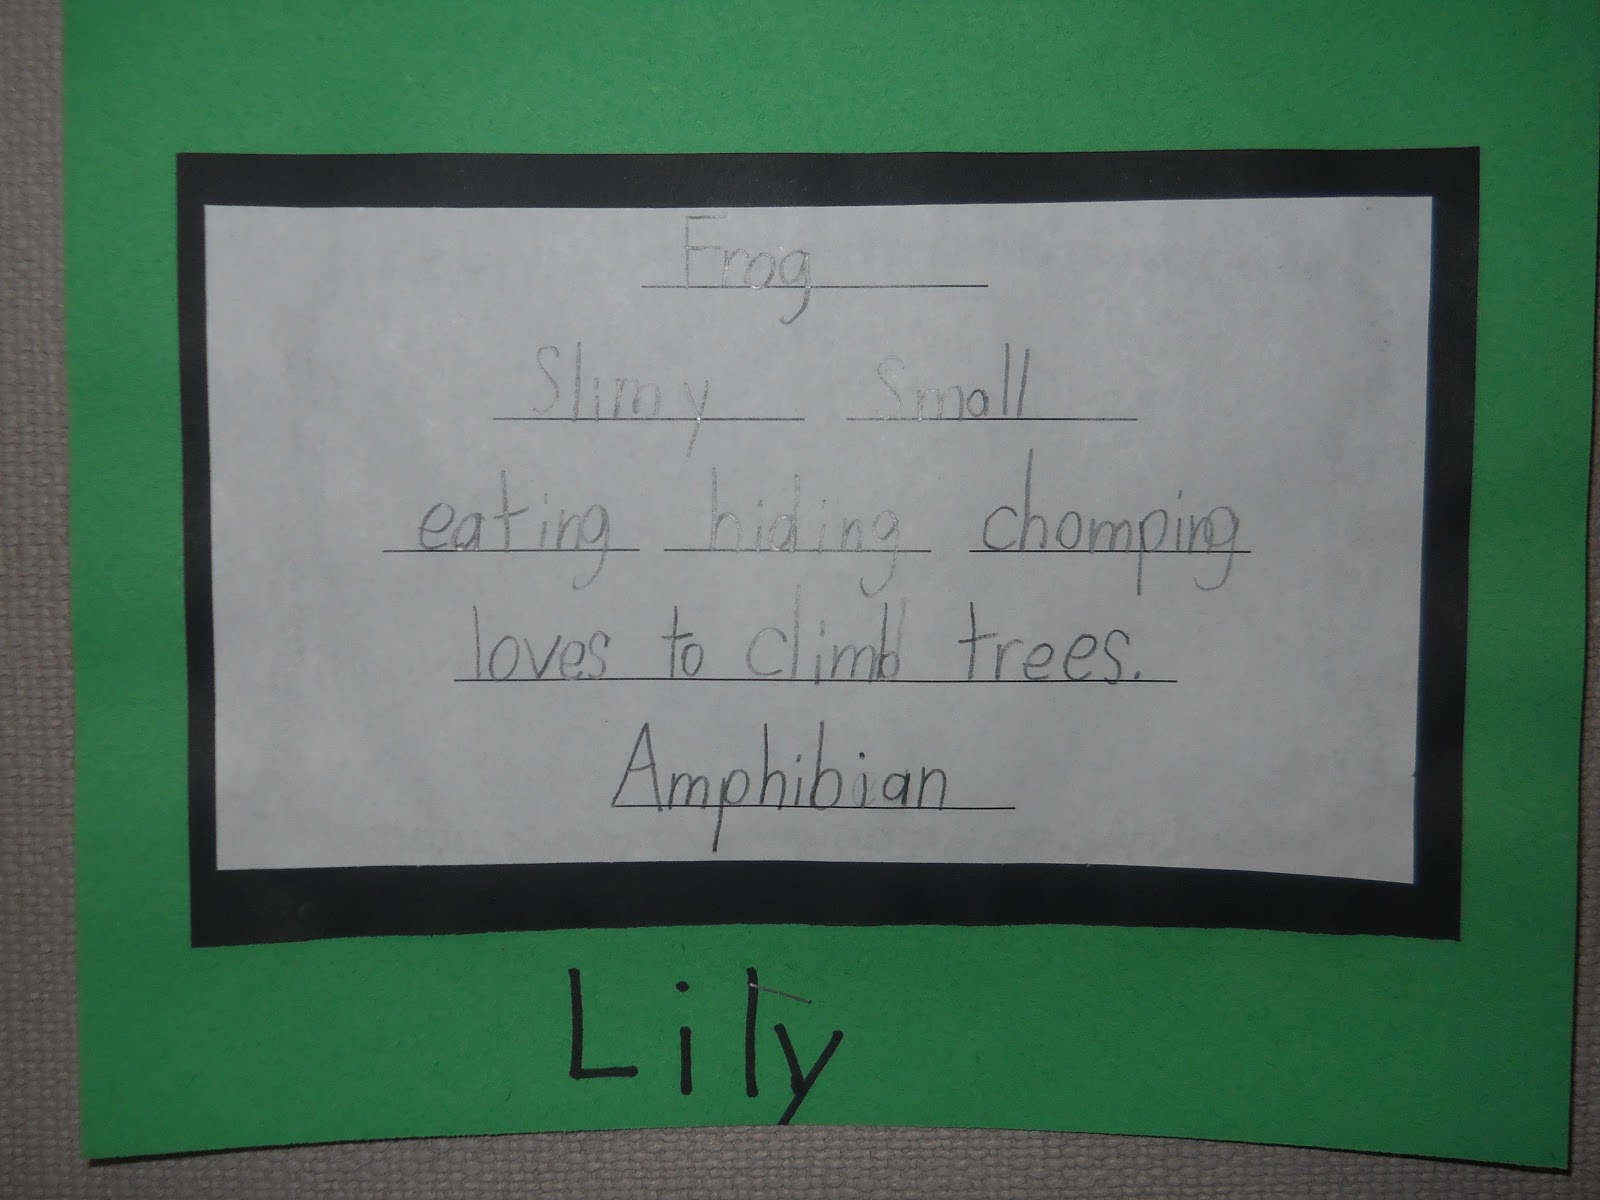 Frog
Slimy Small
eating hiding chomping
loves to climb trees.
Amphibian
Lily